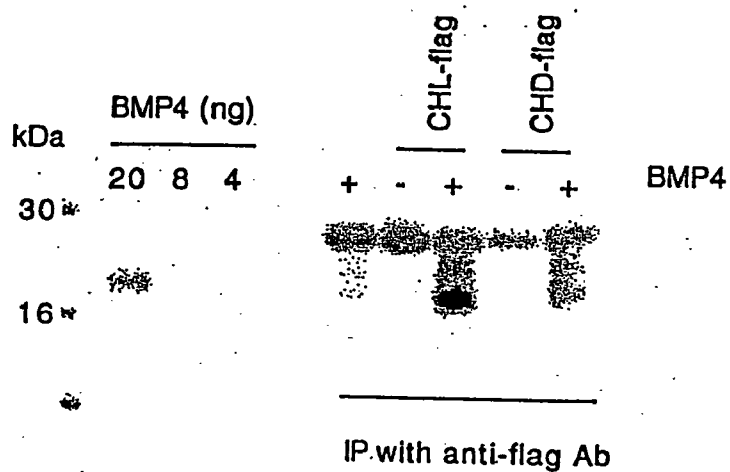 CHL-flag
CHD-flag
BMP4 (ng)
kDa
20 8 4
+ - + - +
BMP4
30
16
IP with anti-flag Ab